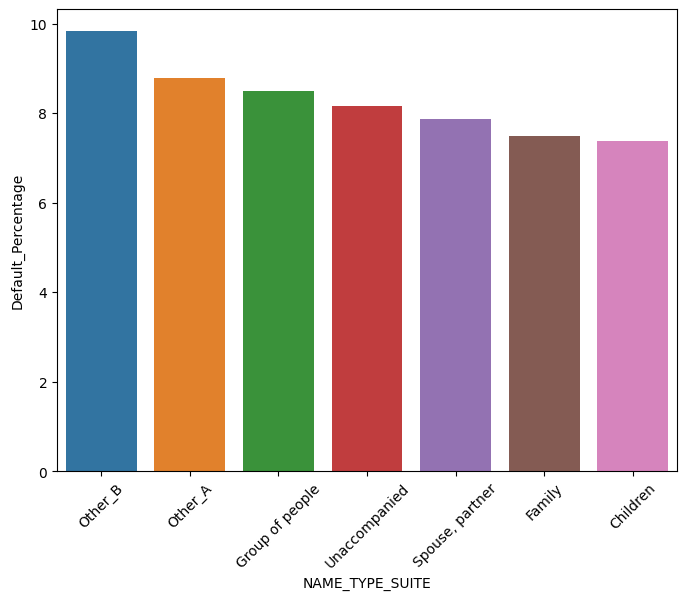 Default_Percentage
10
8
6
4
2
0
Other_B
Other_A
Group of people
Unaccompanied
Spouse, partner
Family
Children
NAME_TYPE_SUITE